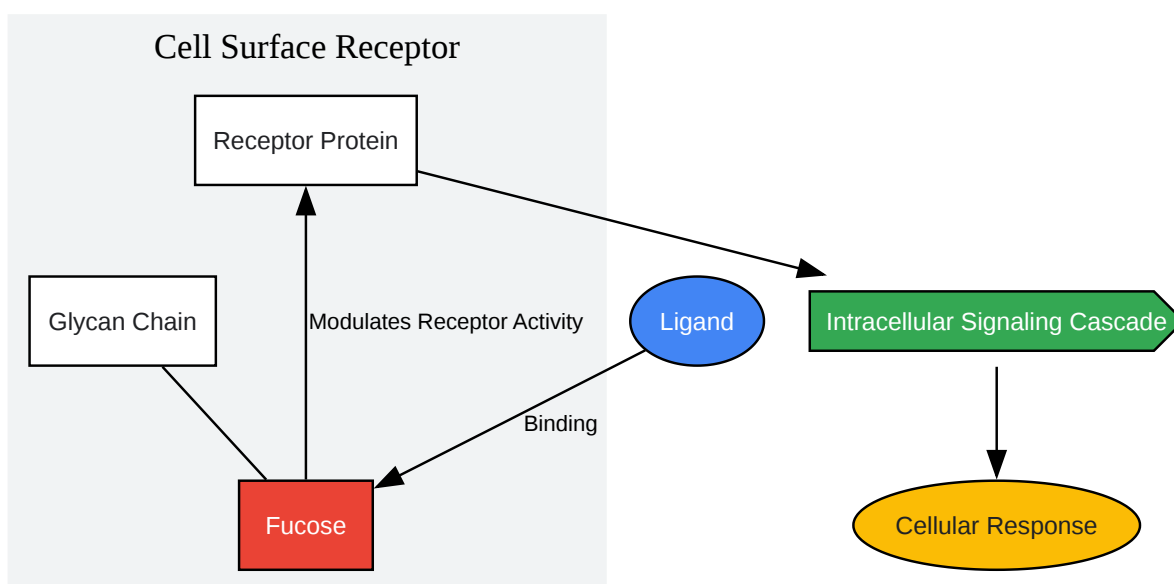 Cell Surface Receptor
Receptor Protein
Glycan Chain
Modulates Receptor Activity
Ligand
Intracellular Signaling Cascade
Binding
Fucose
Cellular Response